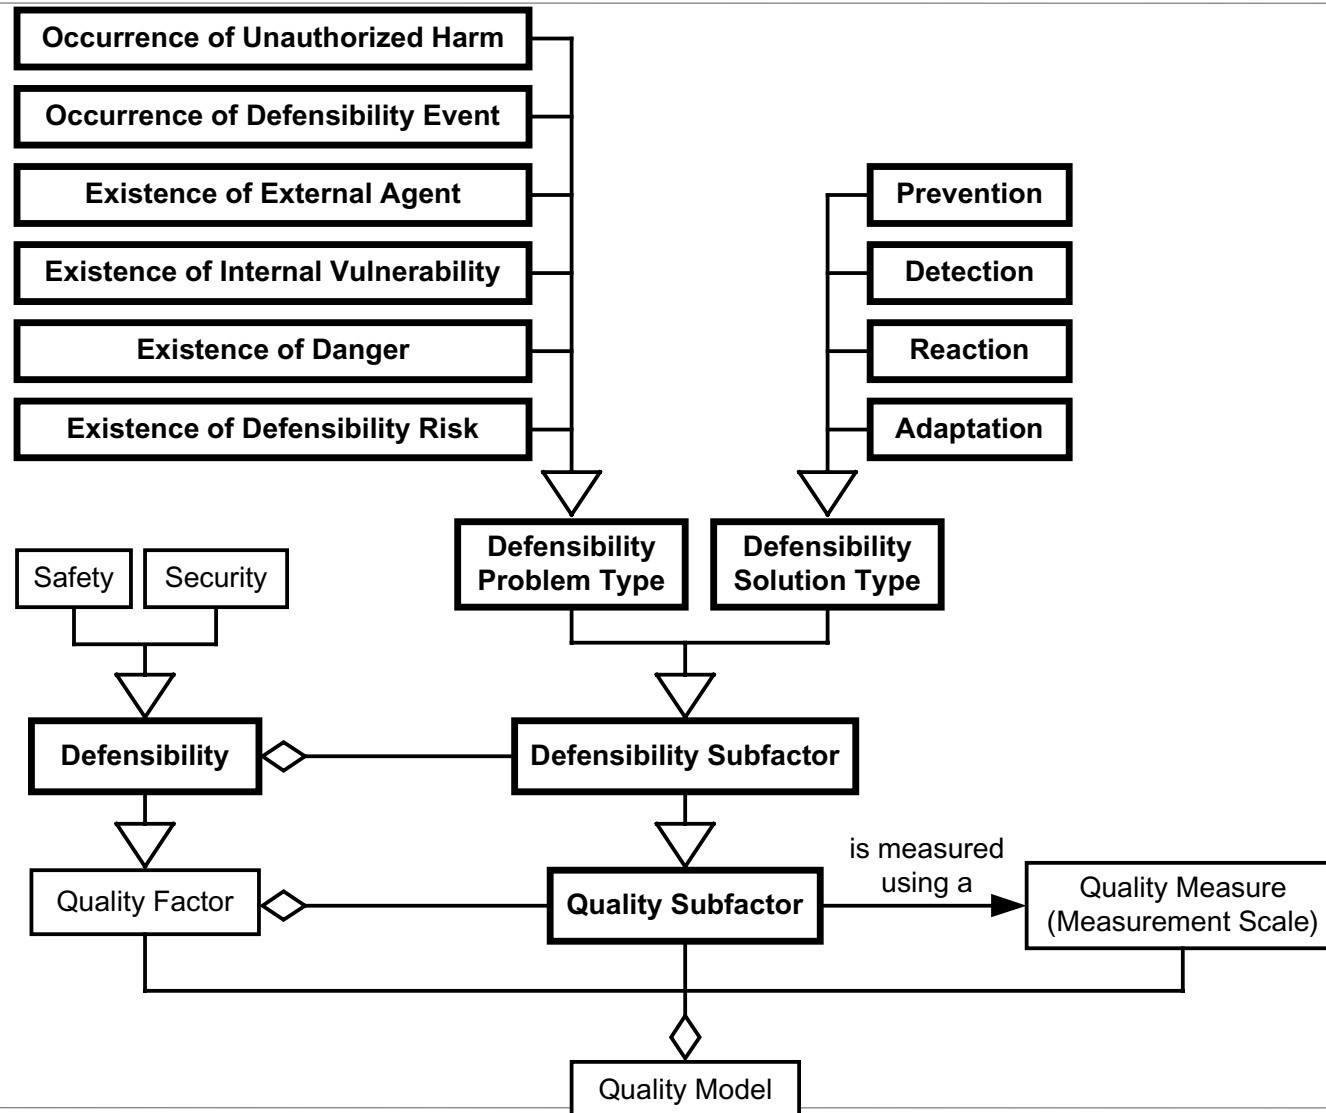 Occurrence of Unauthorized Harm
Occurrence of Defensibility Event
Existence of External Agent
Existence of Internal Vulnerability
Existence of Danger
Existence of Defensibility Risk
Prevention
Detection
Reaction
Adaptation
Defensibility
Problem Type
Defensibility
Solution Type
Safety
Security
Defensibility
Defensibility Subfactor
Quality Factor
Quality Subfactor
is measured
using a
Quality Measure
(Measurement Scale)
Quality Model